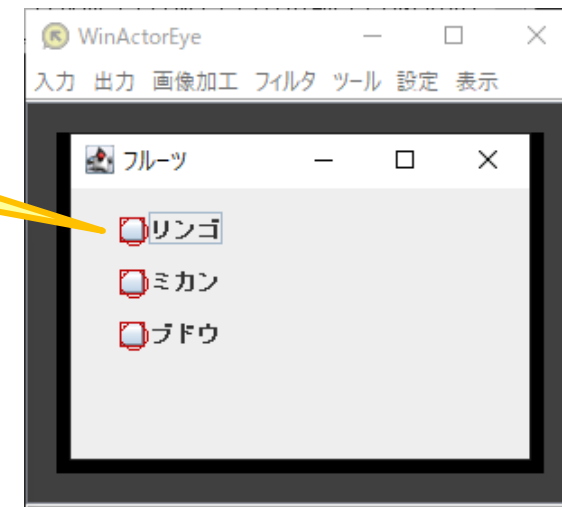 WinActorEye
入力 出力 画像加工 フィルタ ツール 設定 表示
フルーツ
リンゴ
ミカン
ブドウ